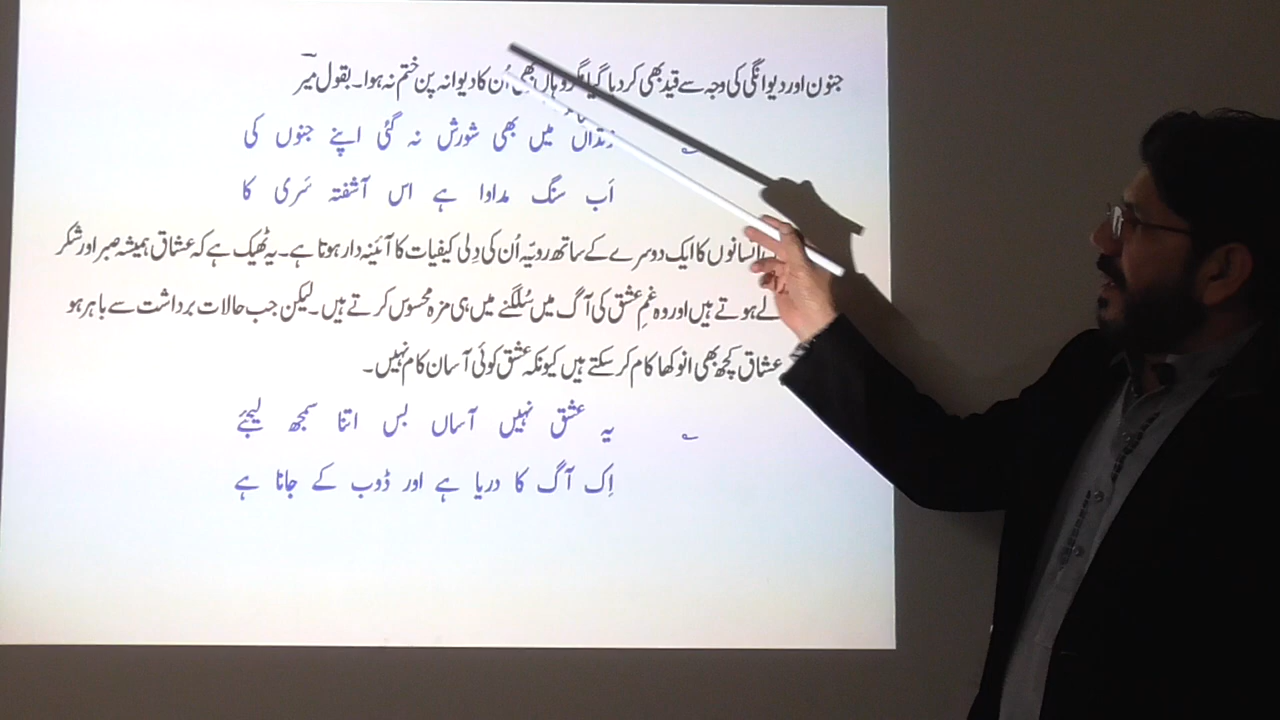 جنون اور دیوانگی کی وجہ سے قید بھی کر دیا گیا مگر وہاں بھی اُن کا دیوانہ پن ختم نہ ہوا۔ بقول میرؔ
زنداں میں بھی شورش نہ گئی اپنے جنوں کی
اَب سنگ مداوا ہے اس آشفتہ سَری کا
انسانوں کا ایک دوسرے کے ساتھ رویّہ اُن کی دِلی کیفیات کا آئینہ دار ہوتا ہے۔ یہ ٹھیک ہے کہ عشاق ہمیشہ صبر اور شکر
ہوتے ہیں اور وہ غمِ عشق کی آگ میں سُلگنے میں ہی مزہ محسوس کرتے ہیں۔ لیکن جب حالات برداشت سے باہر ہو
عشاق کچھ بھی انوکھا کام کر سکتے ہیں کیونکہ عشق کوئی آسان کام نہیں۔
؎ یہ عشق نہیں آساں بس اتنا سمجھ لیجئے
اِک آگ کا دریا ہے اور ڈوب کے جانا ہے